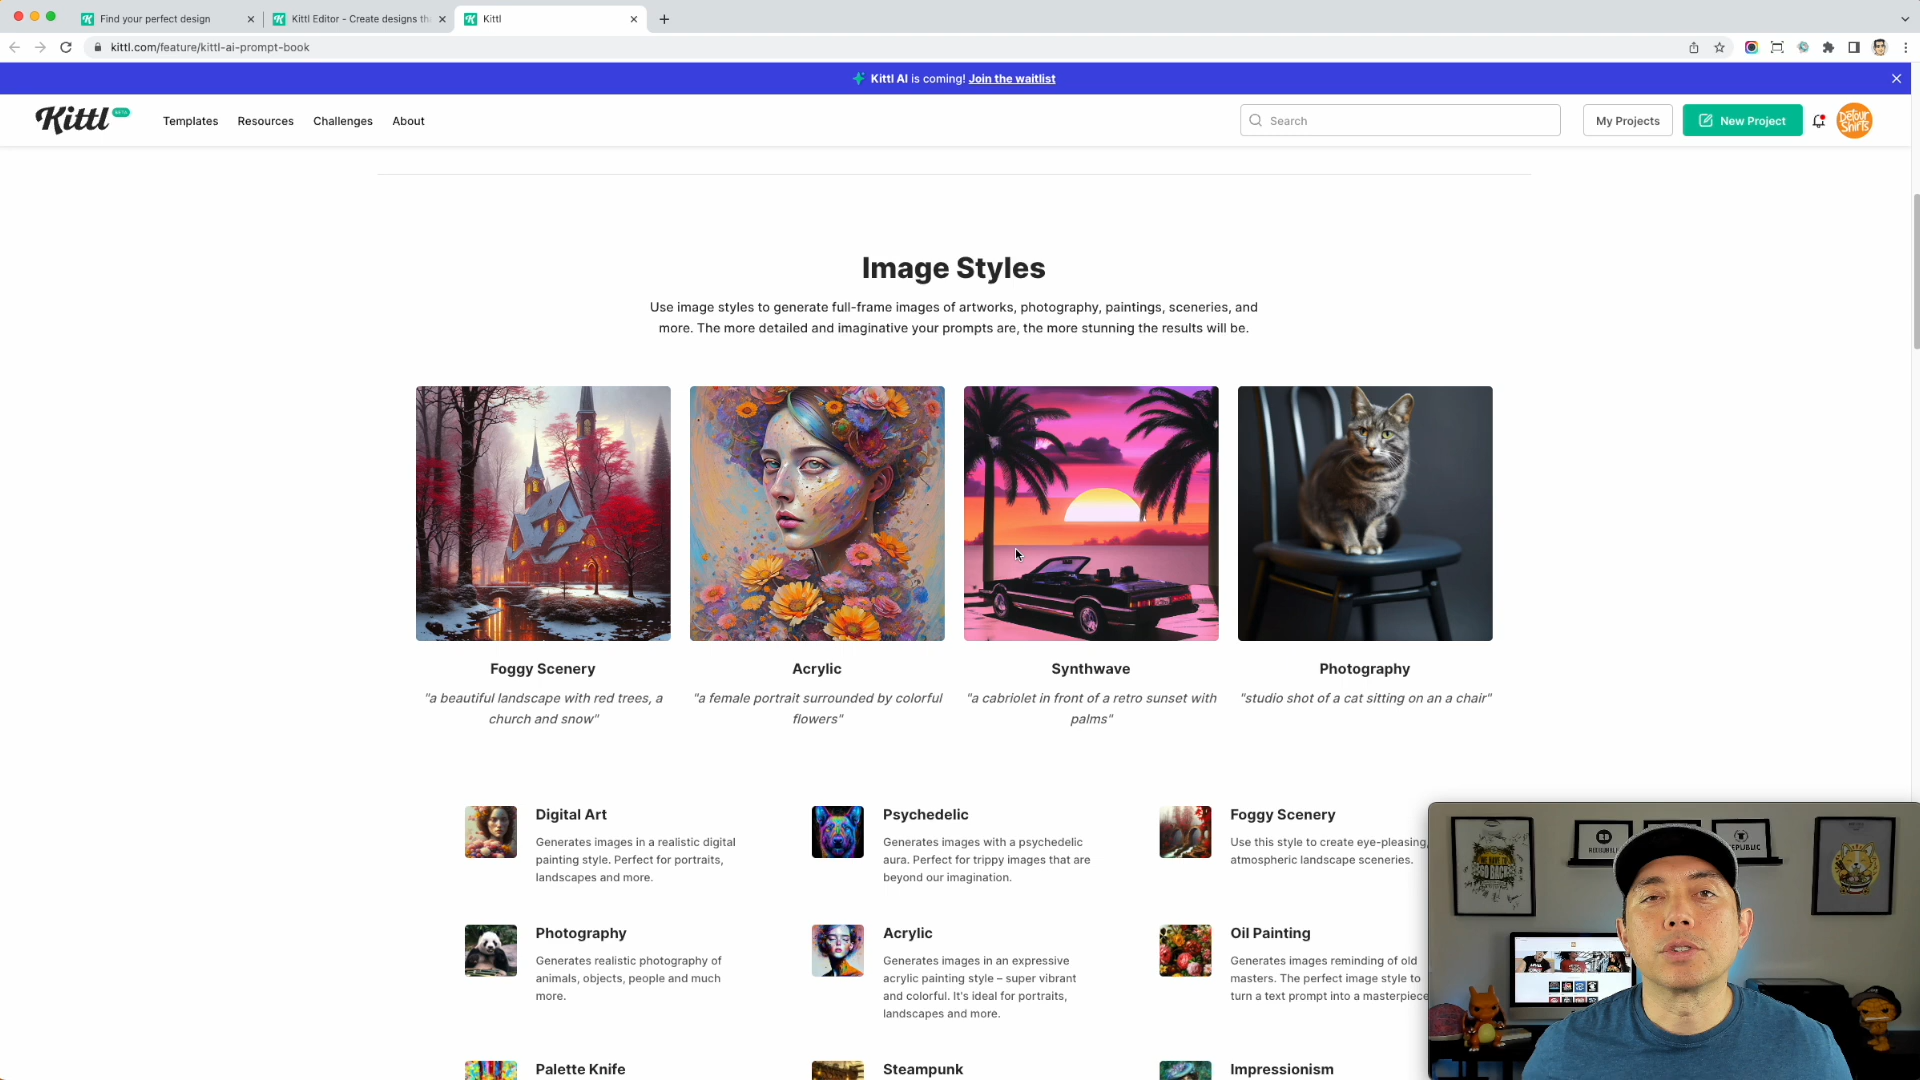 Find your perfect design
Kittl Editor - Create designs th
Kittl
kittl.com/feature/kittl-ai-prompt-book
Kittl AI is coming! Join the waitlist
Kittl BETA
Templates
Resources
Challenges
About
Search
My Projects
New Project
Detour
Shirts
Image Styles
Use image styles to generate full-frame images of artworks, photography, paintings, sceneries, and
more. The more detailed and imaginative your prompts are, the more stunning the results will be.
Foggy Scenery
"a beautiful landscape with red trees, a
church and snow"
Acrylic
"a female portrait surrounded by colorful
flowers"
Synthwave
"a cabriolet in front of a retro sunset with
palms"
Photography
"studio shot of a cat sitting on an a chair"
Digital Art
Generates images in a realistic digital
painting style. Perfect for portraits,
landscapes and more.
Psychedelic
Generates images with a psychedelic
aura. Perfect for trippy images that are
beyond our imagination.
Foggy Scenery
Use this style to create eye-pleasing,
atmospheric landscape sceneries.
Photography
Generates realistic photography of
animals, objects, people and much
more.
Acrylic
Generates images in an expressive
acrylic painting style – super vibrant
and colorful. It's ideal for portraits,
landscapes and more.
Oil Painting
Generates images reminding of old
masters. The perfect image style to
turn a text prompt into a masterpiece
Palette Knife
Steampunk
Impressionism